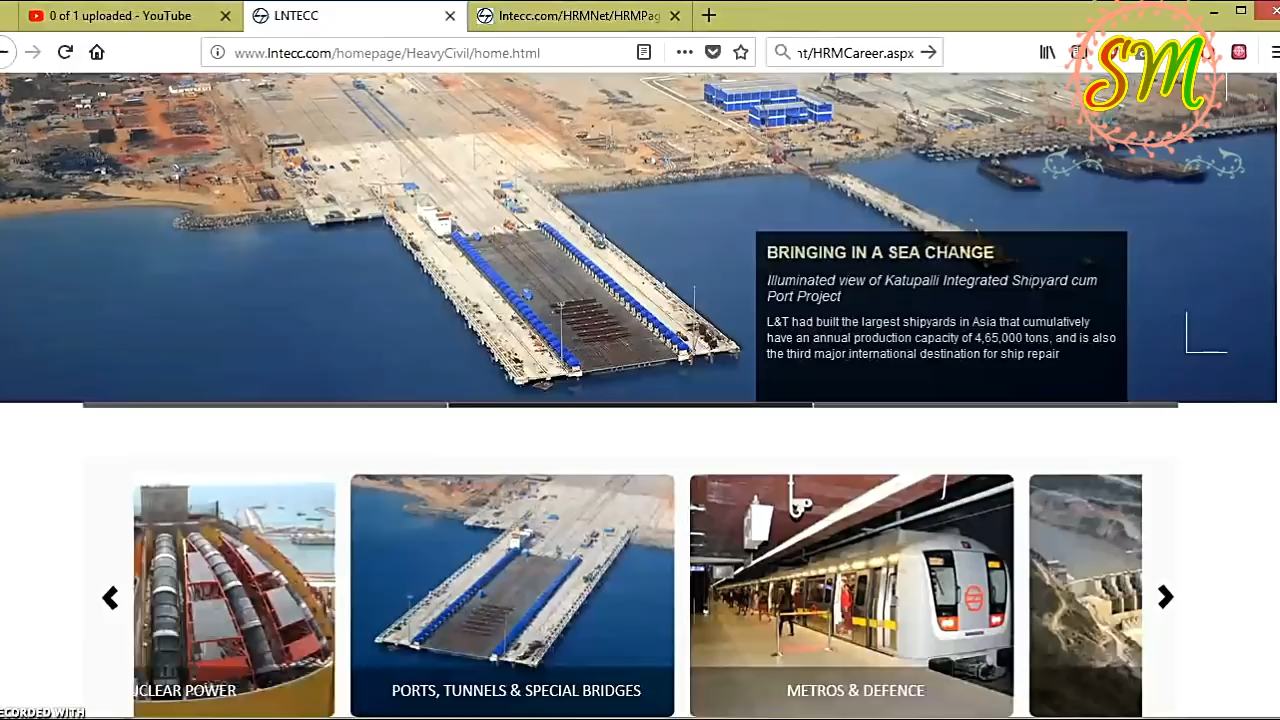 0 of 1 uploaded - YouTube
LNTECC
lntecc.com/HRMNet/HRMPag
www.lntecc.com/homepage/HeavyCivil/home.html
nt/HRMCareer.aspx
SM
BRINGING IN A SEA CHANGE
Illuminated view of Katupalli Integrated Shipyard cum
Port Project
L&T had built the largest shipyards in Asia that cumulatively
have an annual production capacity of 4,65,000 tons, and is also
the third major international destination for ship repair
UCLEAR POWER
PORTS, TUNNELS & SPECIAL BRIDGES
METROS & DEFENCE
RECORDED WITH